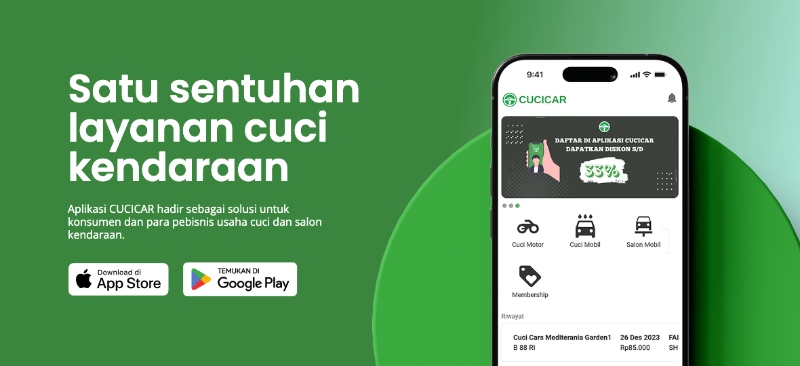 Satu sentuhan
layanan cuci
kendaraan
Aplikasi CUCICAR hadir sebagai solusi untuk
konsumen dan para pebisnis usaha cuci dan salon
kendaraan.
Download di
App Store
TEMUKAN DI
Google Play
9:41
CUCICAR
DAFTAR DI APLIKASI CUCICAR
DAPATKAN DISKON S/D
33%
Cuci Motor
Cuci Mobil
Salon Mobil
Membership
Riwayat
Cuci Cars Mediterania Garden1 26 Des 2023 FAI
B 88 RI Rp85.000 SH